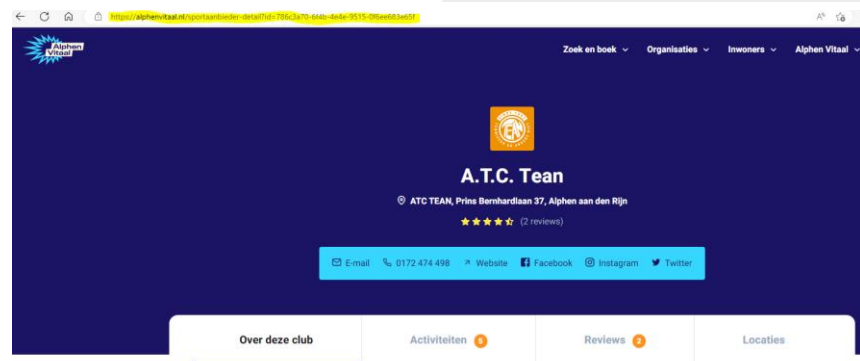 https://alphenvitaal.nl/sportaanbieder-detail?id=786c3a70-6f4b-4e4e-9515-0f6ee683e65f
Alphen
Vitaal
Zoek en boek
Organisaties
Inwoners
Alphen Vitaal
TEAN
A.T.C. Tean
ATC TEAN, Prins Bernhardlaan 37, Alphen aan den Rijn
(2 reviews)
E-mail
0172 474 498
Website
Facebook
Instagram
Twitter
Over deze club
Activiteiten 5
Reviews 2
Locaties